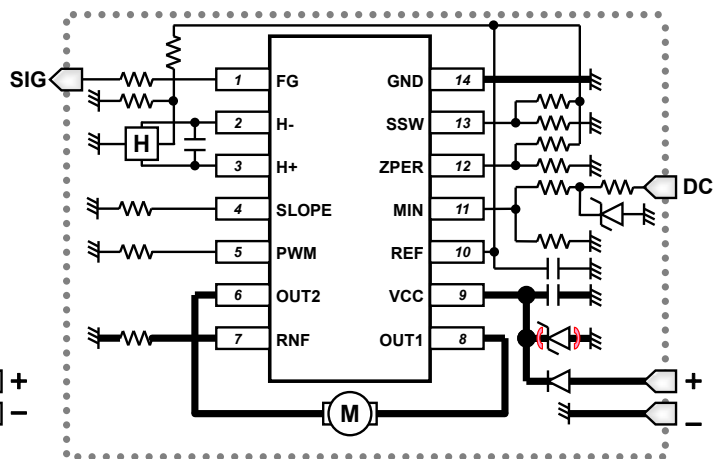 SIG
1 FG GND 14
2 H- SSW 13
H
3 H+ ZPER 12
4 SLOPE MIN 11
DC
5 PWM REF 10
6 OUT2 VCC 9
7 RNF OUT1 8
+ +
− M −